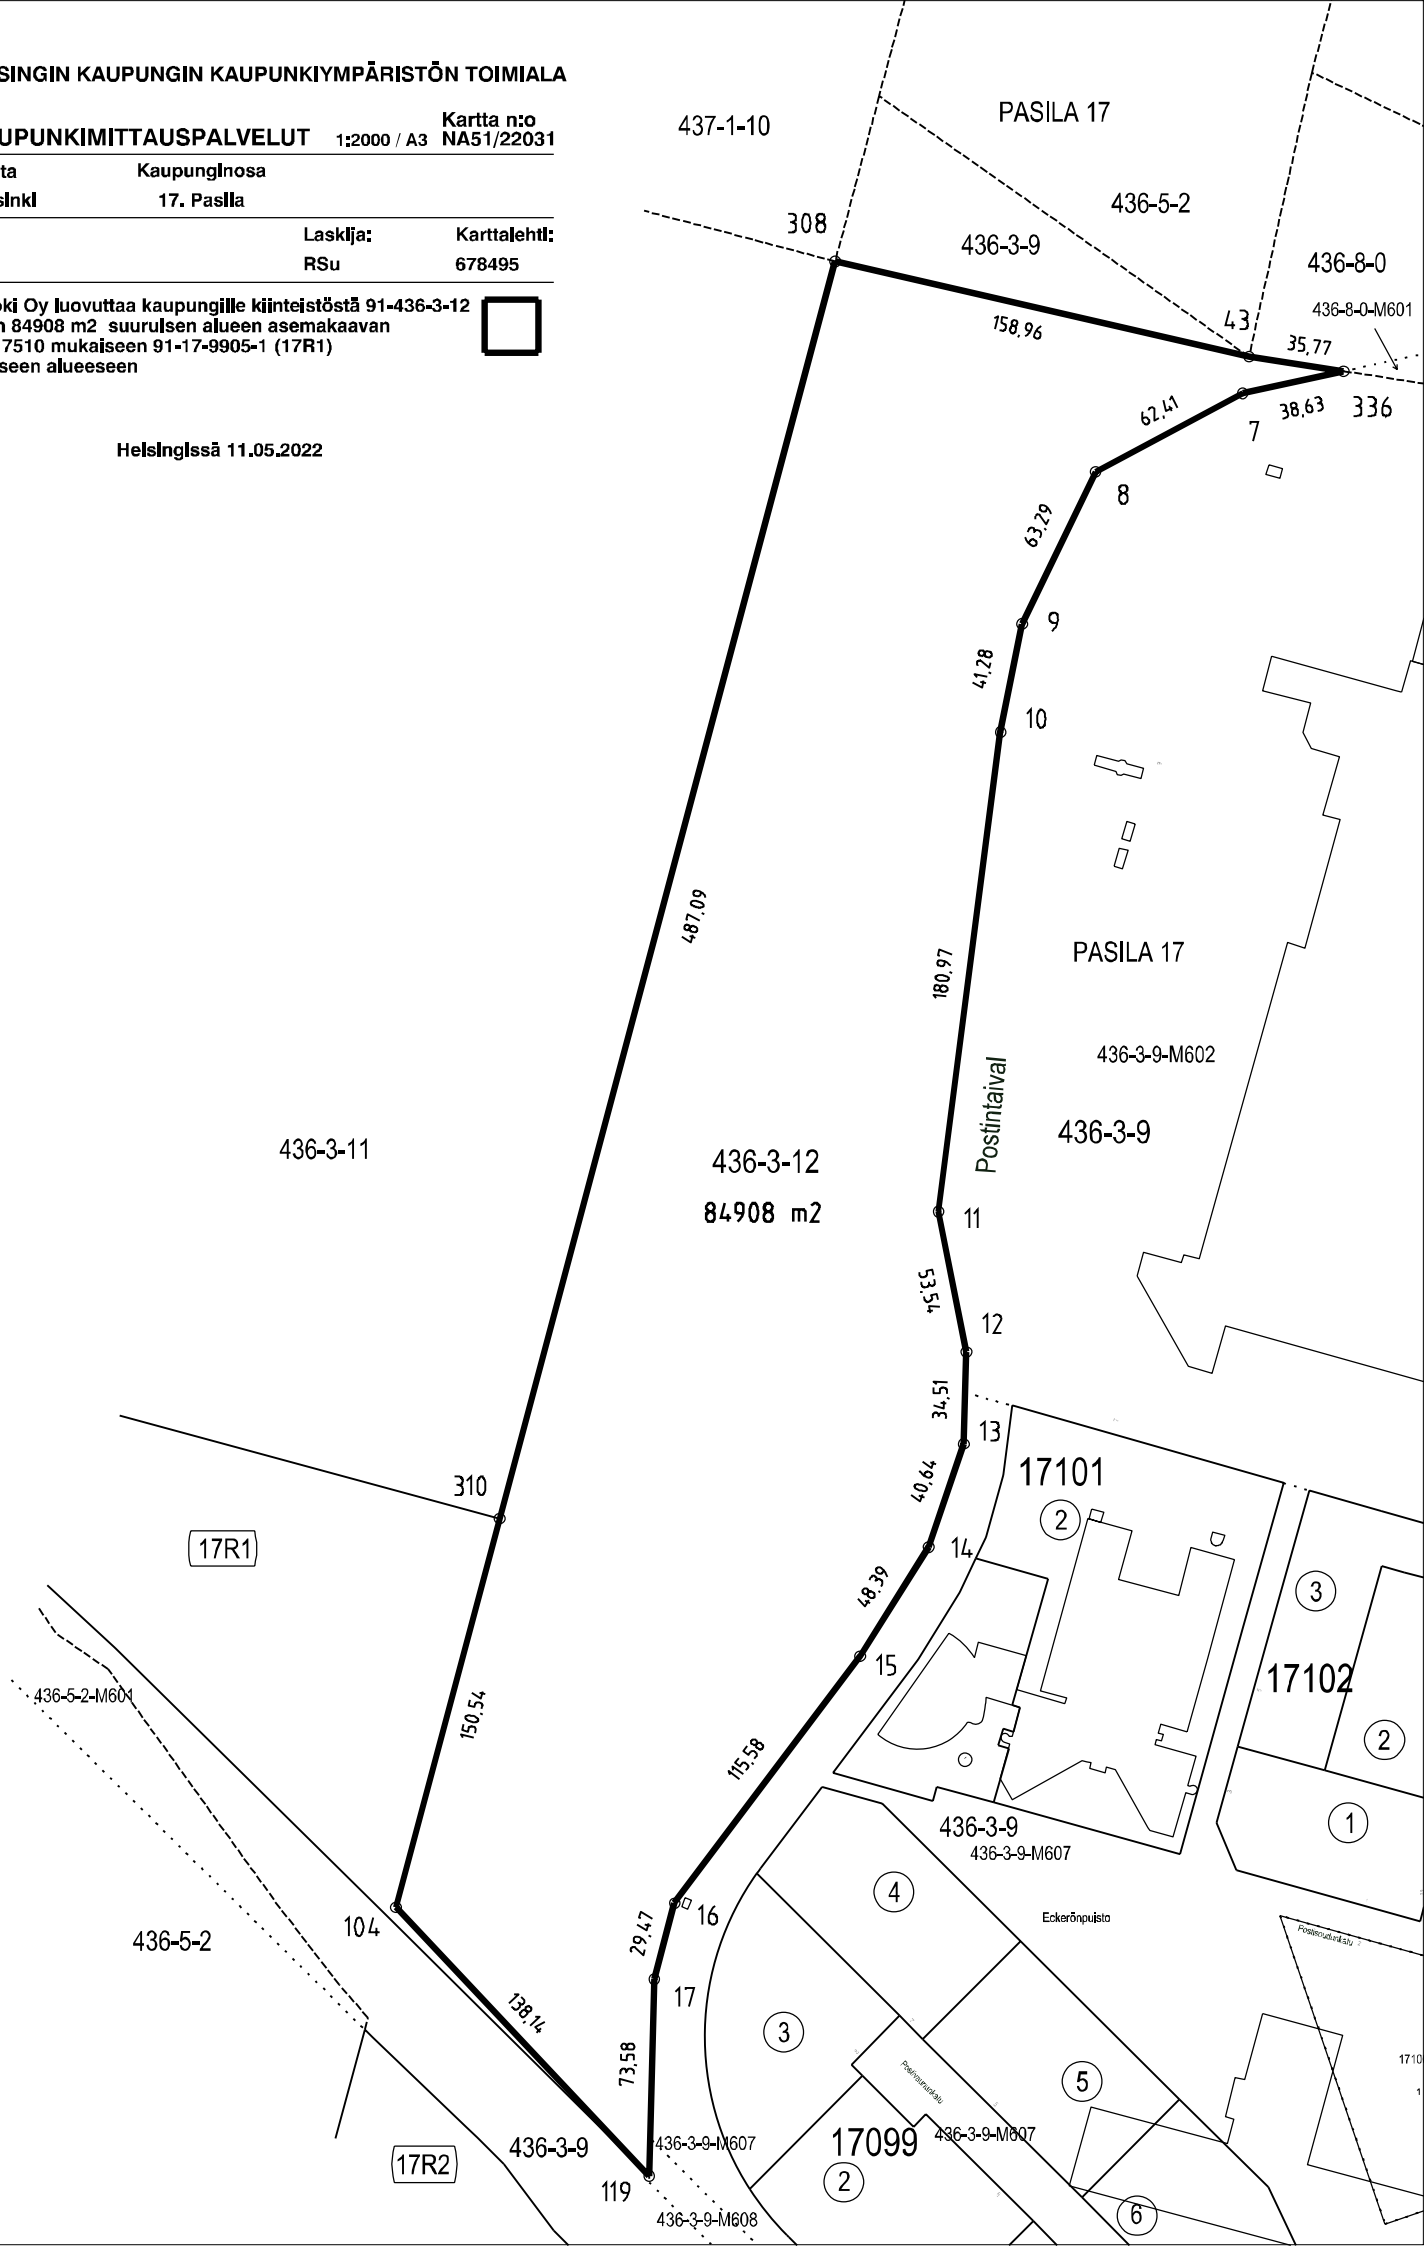 SINGIN KAUPUNGIN KAUPUNKIYMPÄRISTÖN TOIMIALA
UPUNKIMITTAUSPALVELUT 1:2000 / A3 Kartta n:o NA51/22031
ta Kaupunginosa
sinki 17. Pasila
Laskija: Karttalehti:
RSu 678495
oki Oy luovuttaa kaupungille kiinteistöstä 91-436-3-12
n 84908 m2 suuruisen alueen asemakaavan
7510 mukaiseen 91-17-9905-1 (17R1)
seen alueeseen
Helsingissä 11.05.2022
437-1-10
PASILA 17
436-5-2
308
436-3-9
436-8-0
436-8-0-M601
43
158,96
35,77
38,63
336
62,41
7
8
63,29
9
41,28
10
487,09
180,97
PASILA 17
436-3-9-M602
Postintaival
436-3-9
436-3-11
436-3-12
84908 m2
11
53,54
12
34,51
13
40,64
17101
2
310
17R1
14
48,39
3
15
17102
436-5-2-M601
150,54
115,58
2
1
436-3-9
436-3-9-M607
4
16
Eckerönpuisto
104
436-5-2
29,47
17
138,14
73,58
3
5
1710
1
17R2
436-3-9
436-3-9-M607
17099
436-3-9-M607
2
119
436-3-9-M608
6